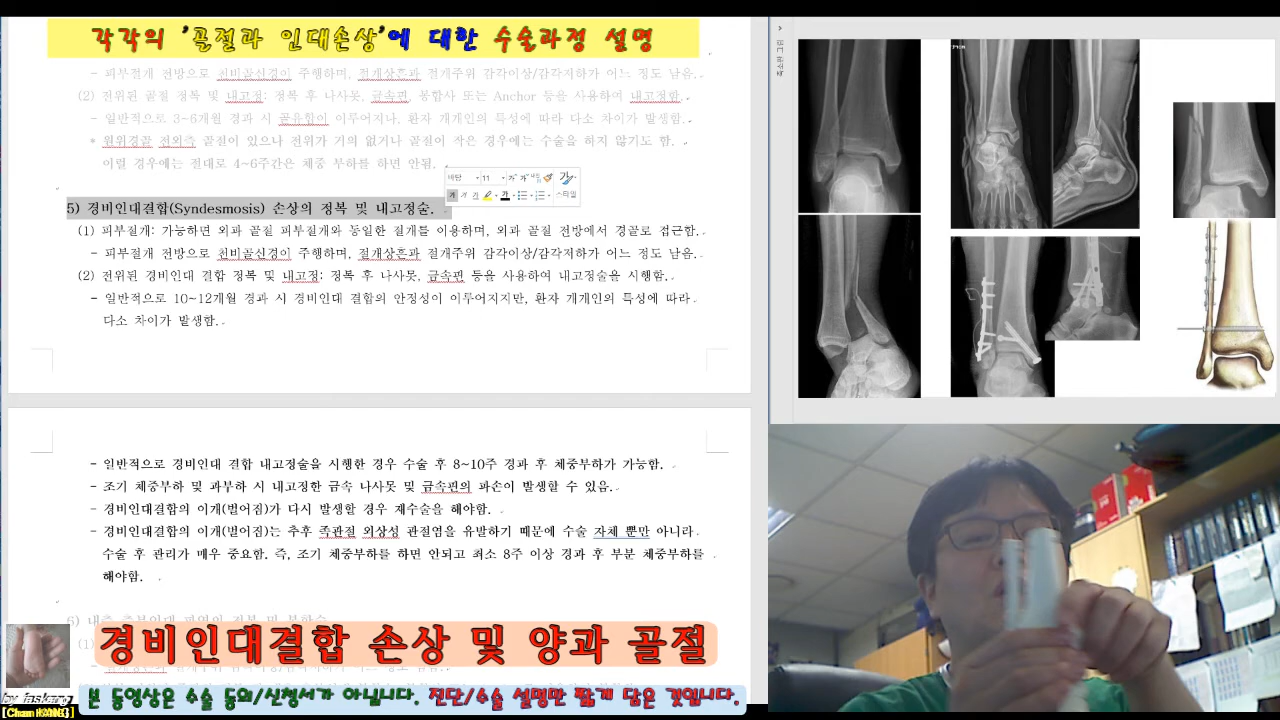 각각의 '골절과 인대손상'에 대한 수술과정 설명
- 피부절개 전방으로 천비골신경이 주행하며, 절개상흔과 절개주위 감각이상/감각저하가 어느 정도 남음.
(2) 전위된 골절 정복 및 내고정: 정복 후 나사못, 금속핀, 봉합사 또는 Anchor 등을 사용하여 내고정함.
- 일반적으로 3~6개월 경과 시 골유합이 이루어지나, 환자 개개인의 특성에 따라 다소 차이가 발생함.
* 원위경골 전외측 골절이 있으나 전위가 거의 없거나 골절이 작은 경우에는 수술을 하지 않기도 함.
이럴 경우에는 절대로 4~6주간은 체중 부하를 하면 안됨.
바탕 11 가 가
가 가 가 가 스타일
5) 경비인대결합(Syndesmosis) 손상의 정복 및 내고정술.
(1) 피부절개: 가능하면 외과 골절 피부절개와 동일한 절개를 이용하며, 외과 골절 전방에서 경골로 접근함.
- 피부절개 전방으로 천비골신경이 주행하며, 절개상흔과 절개주위 감각이상/감각저하가 어느 정도 남음.
(2) 전위된 경비인대 결합 정복 및 내고정: 정복 후 나사못, 금속핀 등을 사용하여 내고정술을 시행함.
- 일반적으로 10~12개월 경과 시 경비인대 결합의 안정성이 이루어지지만, 환자 개개인의 특성에 따라
다소 차이가 발생함.
- 일반적으로 경비인대 결합 내고정술을 시행한 경우 수술 후 8~10주 경과 후 체중부하가 가능함.
- 조기 체중부하 및 과부하 시 내고정한 금속 나사못 및 금속핀의 파손이 발생할 수 있음.
- 경비인대결합의 이개(벌어짐)가 다시 발생할 경우 재수술을 해야함.
- 경비인대결합의 이개(벌어짐)는 추후 족관절 외상성 관절염을 유발하기 때문에 수술 자체 뿐만 아니라
수술 후 관리가 매우 중요함. 즉, 조기 체중부하를 하면 안되고 최소 8주 이상 경과 후 부분 체중부하를
해야함.
6) 내측 측부인대 파열의 정복 및 봉합술
(1)
경비인대결합 손상 및 양과 골절
본 동영상은 수술 동의/신청서가 아닙니다. 진단/수술 설명만 짧게 담은 것입니다.